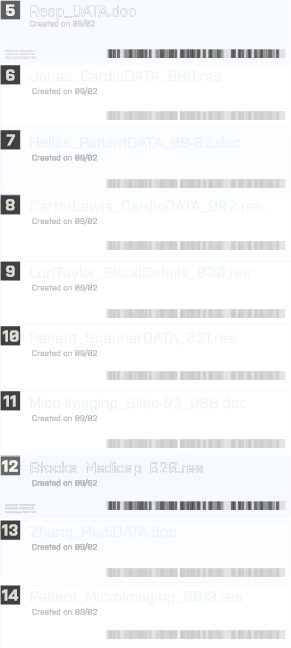 5
Resp_DATA.doc
Created on 09/02
6
Jonas_CardioDATA_009.res
Created on 09/02
7
Hellas_PatientDATA_88-02.doc
Created on 09/02
8
CarterLewis_CardioDATA_002.res
Created on 09/02
9
LoriTaylor_BloodDetails_030.res
Created on 09/02
10
Patient_ScannerDATA_021.res
Created on 09/02
11
Mico-Imaging_Slide-92_080.doc
Created on 09/02
12
Stocks_Medicap_026.res
Created on 09/02
13
Zhang_MediDATA.doc
Created on 09/02
14
Patient_MicroImaging_0013.res
Created on 09/02